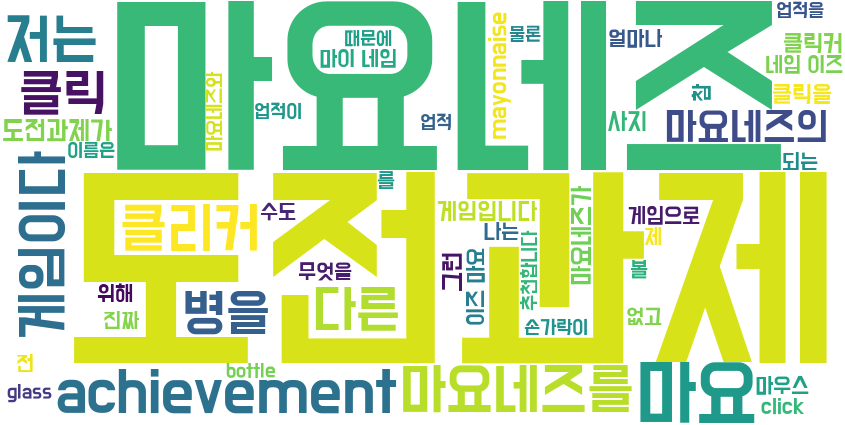 마요네즈
도전과제
저는
클릭
도전과제가
이름은
마요네즈와
업적이
때문에
마이 네임
업적
mayonnaise
물론
얼마나
업적을
클릭커
네임 이즈
참
클릭을
사지
마요네즈의
되는
게임이다
클리커
수도
를
게임입니다
나는
마요네즈가
게임으로
제
무엇을
그런
이즈 마요
추천합니다
볼
위해
진짜
병을
다른
손가락이
없고
전
glass
bottle
achievement
마요네즈를
마요
마우스
click